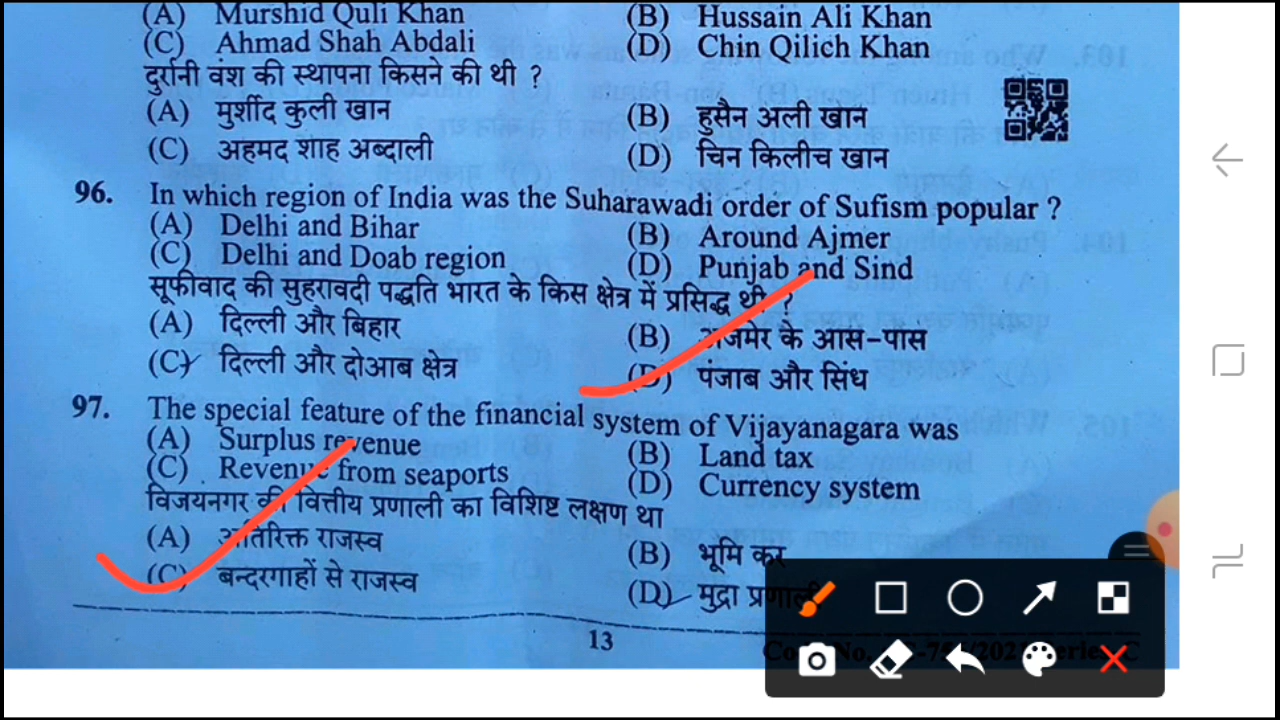 (A) Murshid Quli Khan (B) Hussain Ali Khan
(C) Ahmad Shah Abdali (D) Chin Qilich Khan
दुर्रानी वंश की स्थापना किसने की थी ?
(A) मुर्शीद कुली खान (B) हुसैन अली खान
(C) अहमद शाह अब्दाली (D) चिन किलीच खान
96. In which region of India was the Suharawadi order of Sufism popular ?
(A) Delhi and Bihar (B) Around Ajmer
(C) Delhi and Doab region (D) Punjab and Sind
सूफीवाद की सुहरावदी पद्धति भारत के किस क्षेत्र में प्रसिद्ध थी ?
(A) दिल्ली और बिहार (B) अजमेर के आस-पास
(C) दिल्ली और दोआब क्षेत्र (D) पंजाब और सिंध
97. The special feature of the financial system of Vijayanagara was
(A) Surplus revenue (B) Land tax
(C) Revenue from seaports (D) Currency system
विजयनगर की वित्तीय प्रणाली का विशिष्ट लक्षण था
(A) अतिरिक्त राजस्व (B) भूमि कर
(C) बन्दरगाहों से राजस्व (D) मुद्रा प्रणाली
13